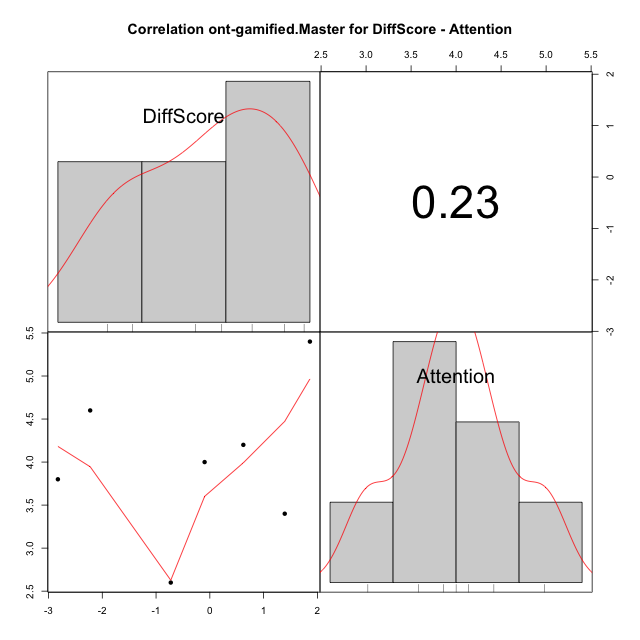 Correlation ont-gamified.Master for DiffScore - Attention
2.5 3.0 3.5 4.0 4.5 5.0 5.5
DiffScore
0.23
2
1
0
-1
-2
-3
5.5
5.0
4.5
4.0
3.5
3.0
2.5
Attention
-3 -2 -1 0 1 2